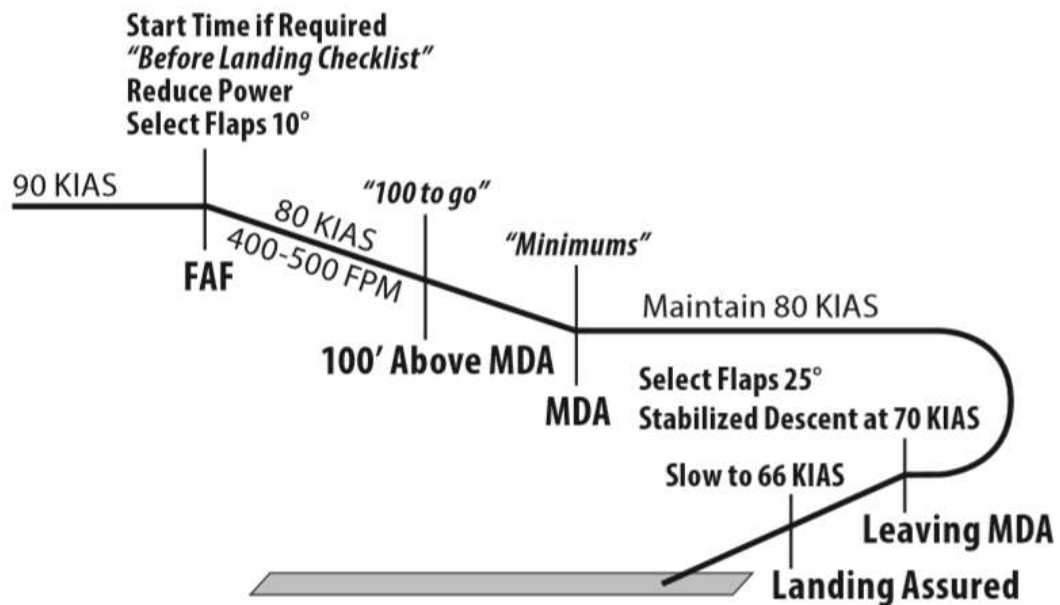 Start Time if Required
“Before Landing Checklist”
Reduce Power
Select Flaps 10°
90 KIAS
FAF
80 KIAS
400-500 FPM
“100 to go”
100’ Above MDA
“Minimums”
MDA
Maintain 80 KIAS
Select Flaps 25°
Stabilized Descent at 70 KIAS
Leaving MDA
Slow to 66 KIAS
Landing Assured